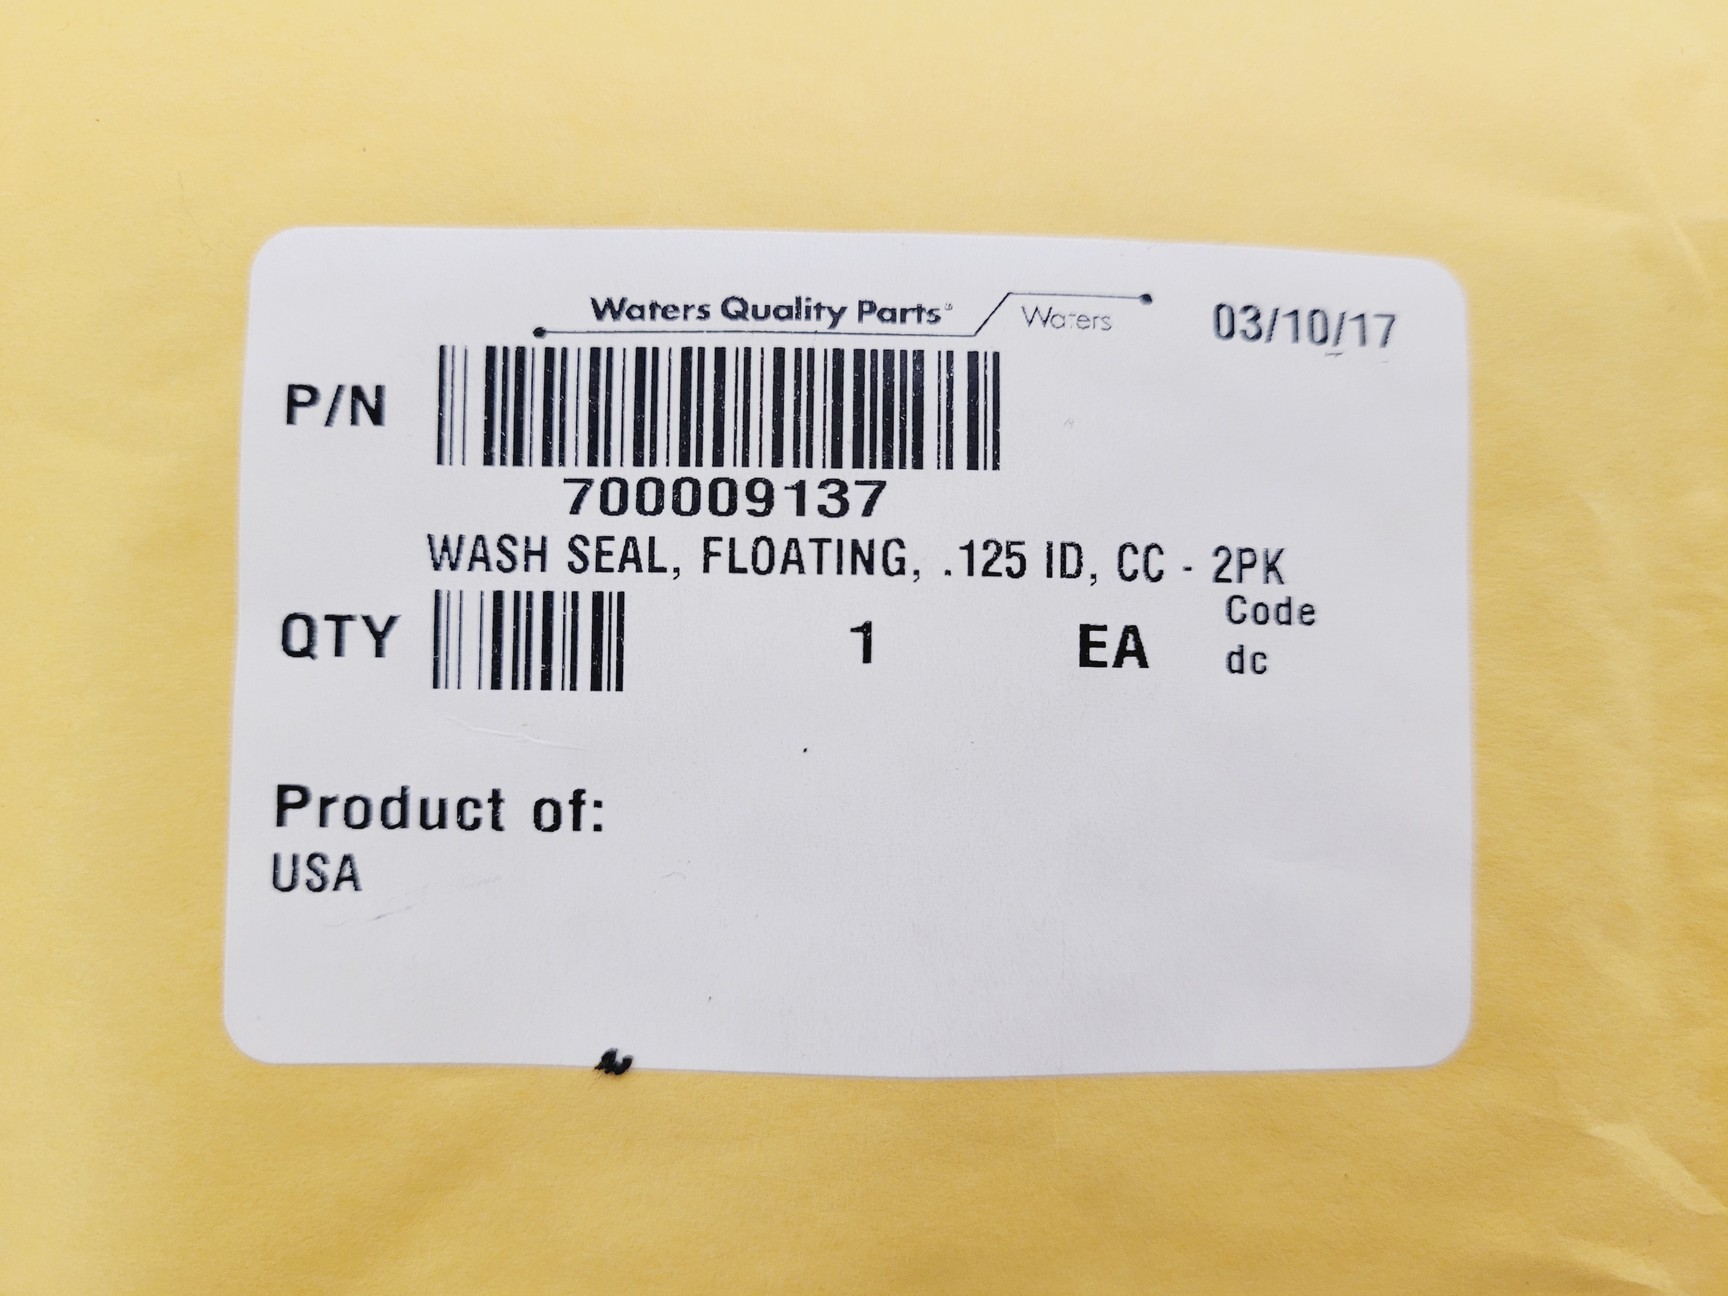 Waters Quality Parts Waters 03/10/17
P/N
700009137
WASH SEAL, FLOATING, .125 ID, CC - 2PK
QTY 1 EA Code
dc
Product of:
USA